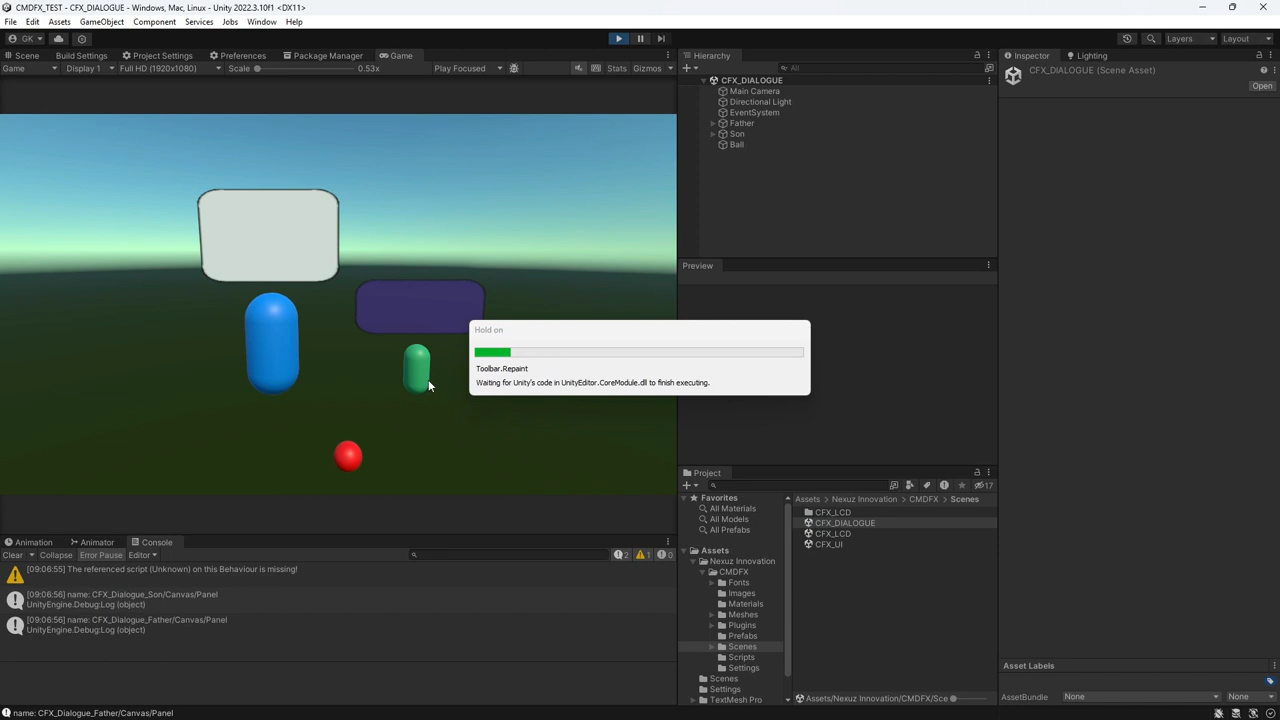 CMDFX_TEST - CFX_DIALOGUE - Windows, Mac, Linux - Unity 2022.3.10f1 <DX11>
File Edit Assets GameObject Component Services Jobs Window Help
GK Layers Layout
Scene Build Settings Project Settings Preferences Package Manager Game
Game Display 1 Full HD (1920x1080) Scale 0.53x Play Focused Stats Gizmos
Hierarchy
All
CFX_DIALOGUE
Main Camera
Directional Light
EventSystem
Father
Son
Ball
Inspector Lighting
CFX_DIALOGUE (Scene Asset)
Open
Preview
Hold on
Toolbar.Repaint
Waiting for Unity's code in UnityEditor.CoreModule.dll to finish executing.
Project
17
Favorites
All Materials
All Models
All Prefabs
Assets
Nexuz Innovation
CMDFX
Fonts
Images
Materials
Meshes
Plugins
Prefabs
Scenes
Scripts
Settings
Scenes
Settings
TextMesh Pro
Assets > Nexuz Innovation > CMDFX > Scenes
CFX_LCD
CFX_DIALOGUE
CFX_LCD
CFX_UI
Assets/Nexuz Innovation/CMDFX/Sce
Animation Animator Console
Clear Collapse Error Pause Editor 2 1 0
[09:06:55] The referenced script (Unknown) on this Behaviour is missing!
[09:06:56] name: CFX_Dialogue_Son/Canvas/Panel
UnityEngine.Debug:Log (object)
[09:06:56] name: CFX_Dialogue_Father/Canvas/Panel
UnityEngine.Debug:Log (object)
Asset Labels
AssetBundle None None
name: CFX_Dialogue_Father/Canvas/Panel